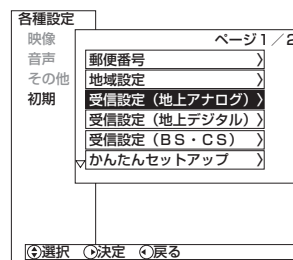 各種設定
映像
音声
その他
初期
ページ1／2
郵便番号 〉
地域設定 〉
受信設定（地上アナログ）〉
受信設定（地上デジタル）〉
受信設定（BS・CS） 〉
かんたんセットアップ 〉
選択 決定 戻る